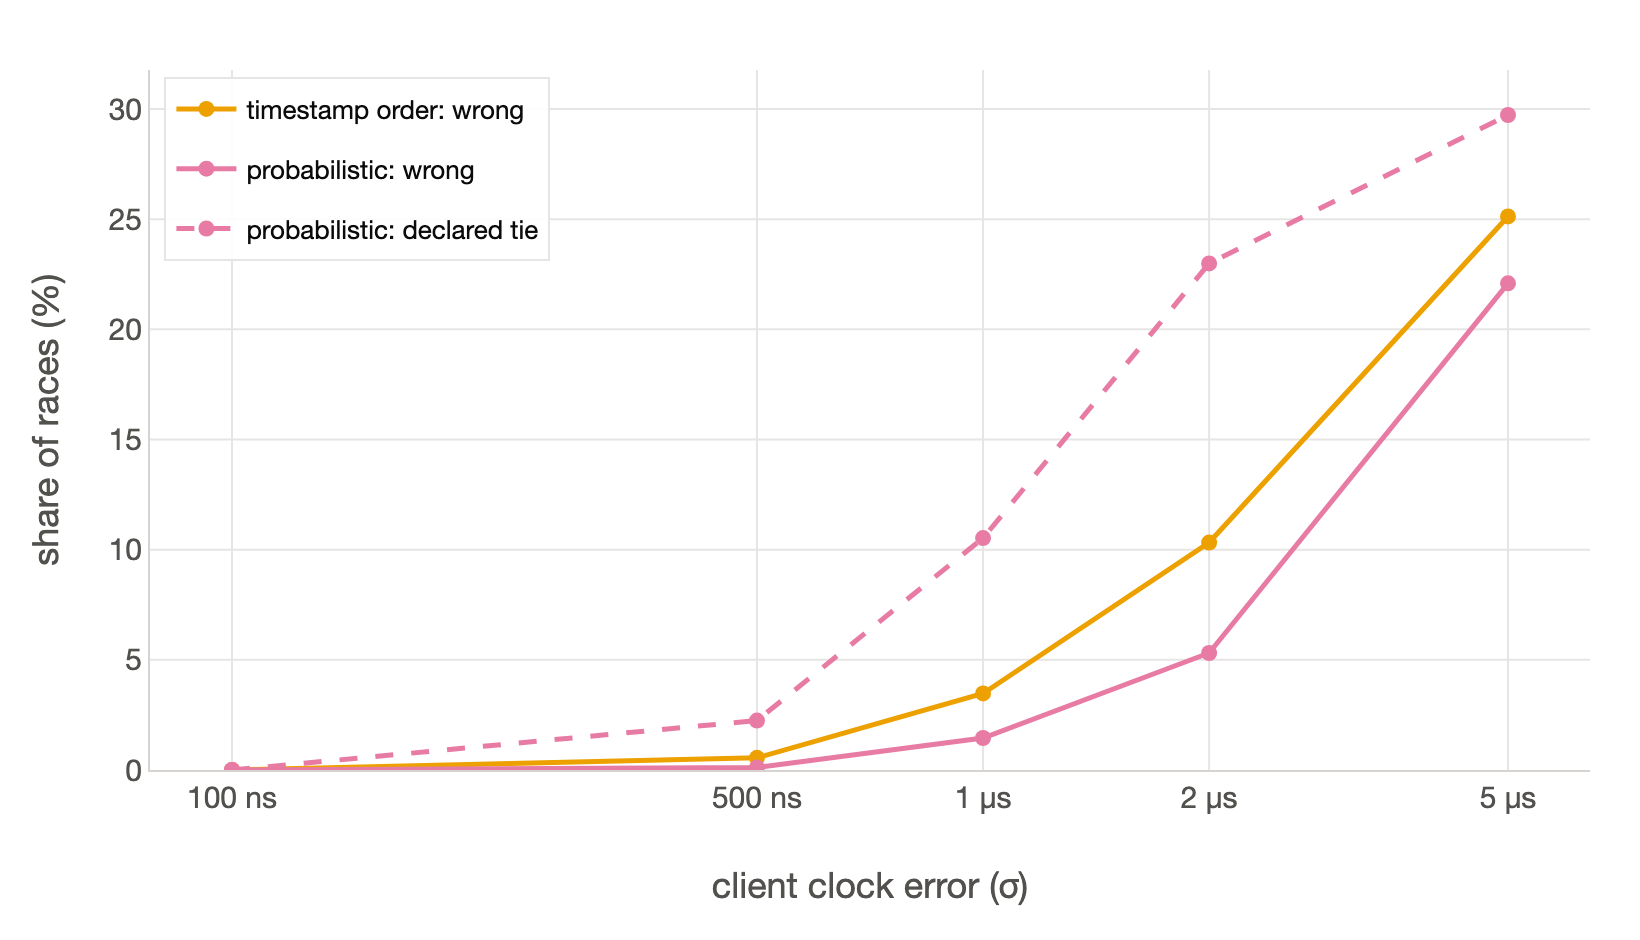 timestamp order: wrong
probabilistic: wrong
probabilistic: declared tie
share of races (%)
30
25
20
15
10
5
0
100 ns
500 ns
1 µs
2 µs
5 µs
client clock error (σ)